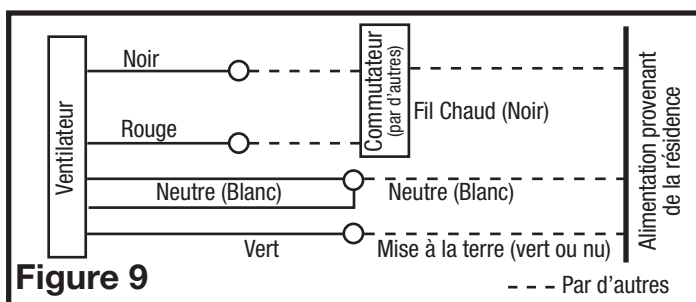 Ventilateur
Noir
Rouge
Neutre (Blanc)
Vert
Commutateur
(par d'autres)
Fil Chaud (Noir)
Neutre (Blanc)
Mise à la terre (vert ou nu)
Alimentation provenant
de la résidence
Figure 9
Par d'autres